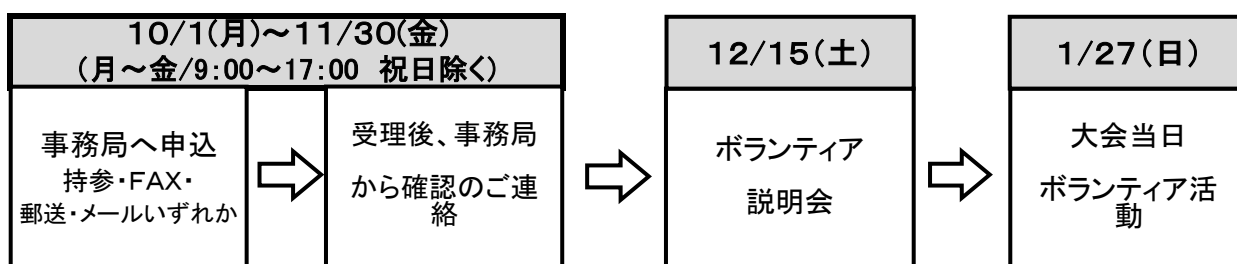 10/1(月)～11/30(金)
(月～金/9:00～17:00 祝日除く)
事務局へ申込
持参・FAX・
郵送・メールいずれか
受理後、事務局
から確認のご連
絡
12/15(土)
ボランティア
説明会
1/27(日)
大会当日
ボランティア活
動